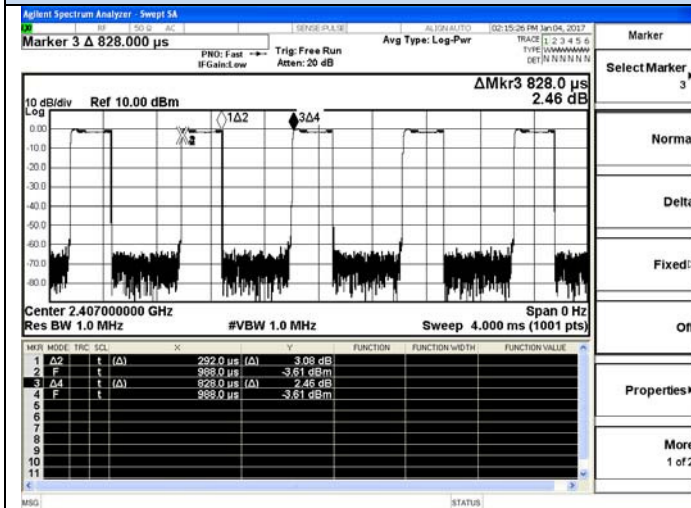 Agilent Spectrum Analyzer - Swept SA
RF 50 Ω AC SENSE:PULSE ALIGNAUTO 02:15:26 PM Jan 04, 2017
Marker 3 Δ 828.000 µs
PNO: Fast Trig: Free Run Avg Type: Log-Pwr TRACE 1 2 3 4 5 6
TYPE WWWWWW
IFGain:Low Atten: 20 dB DET N N N N N N
ΔMkr3 828.0 µs
10 dB/div Ref 10.00 dBm 2.46 dB
Log
1Δ2 3Δ4
0.00
-10.0
-20.0
-30.0
-40.0
-50.0
-60.0
-70.0
-80.0
Center 2.407000000 GHz Span 0 Hz
Res BW 1.0 MHz #VBW 1.0 MHz Sweep 4.000 ms (1001 pts)
MKR MODE TRC SCL X Y FUNCTION FUNCTION WIDTH FUNCTION VALUE
1 Δ2 t (Δ) 292.0 µs (Δ) 3.08 dB
2 F t 988.0 µs -3.61 dBm
3 Δ4 t (Δ) 828.0 µs (Δ) 2.46 dB
4 F t 988.0 µs -3.61 dBm
5
6
7
8
9
10
11
MSG STATUS
Marker
Select Marker
3
Norma
Delta
Fixed
Of
Properties
More
1 of 2